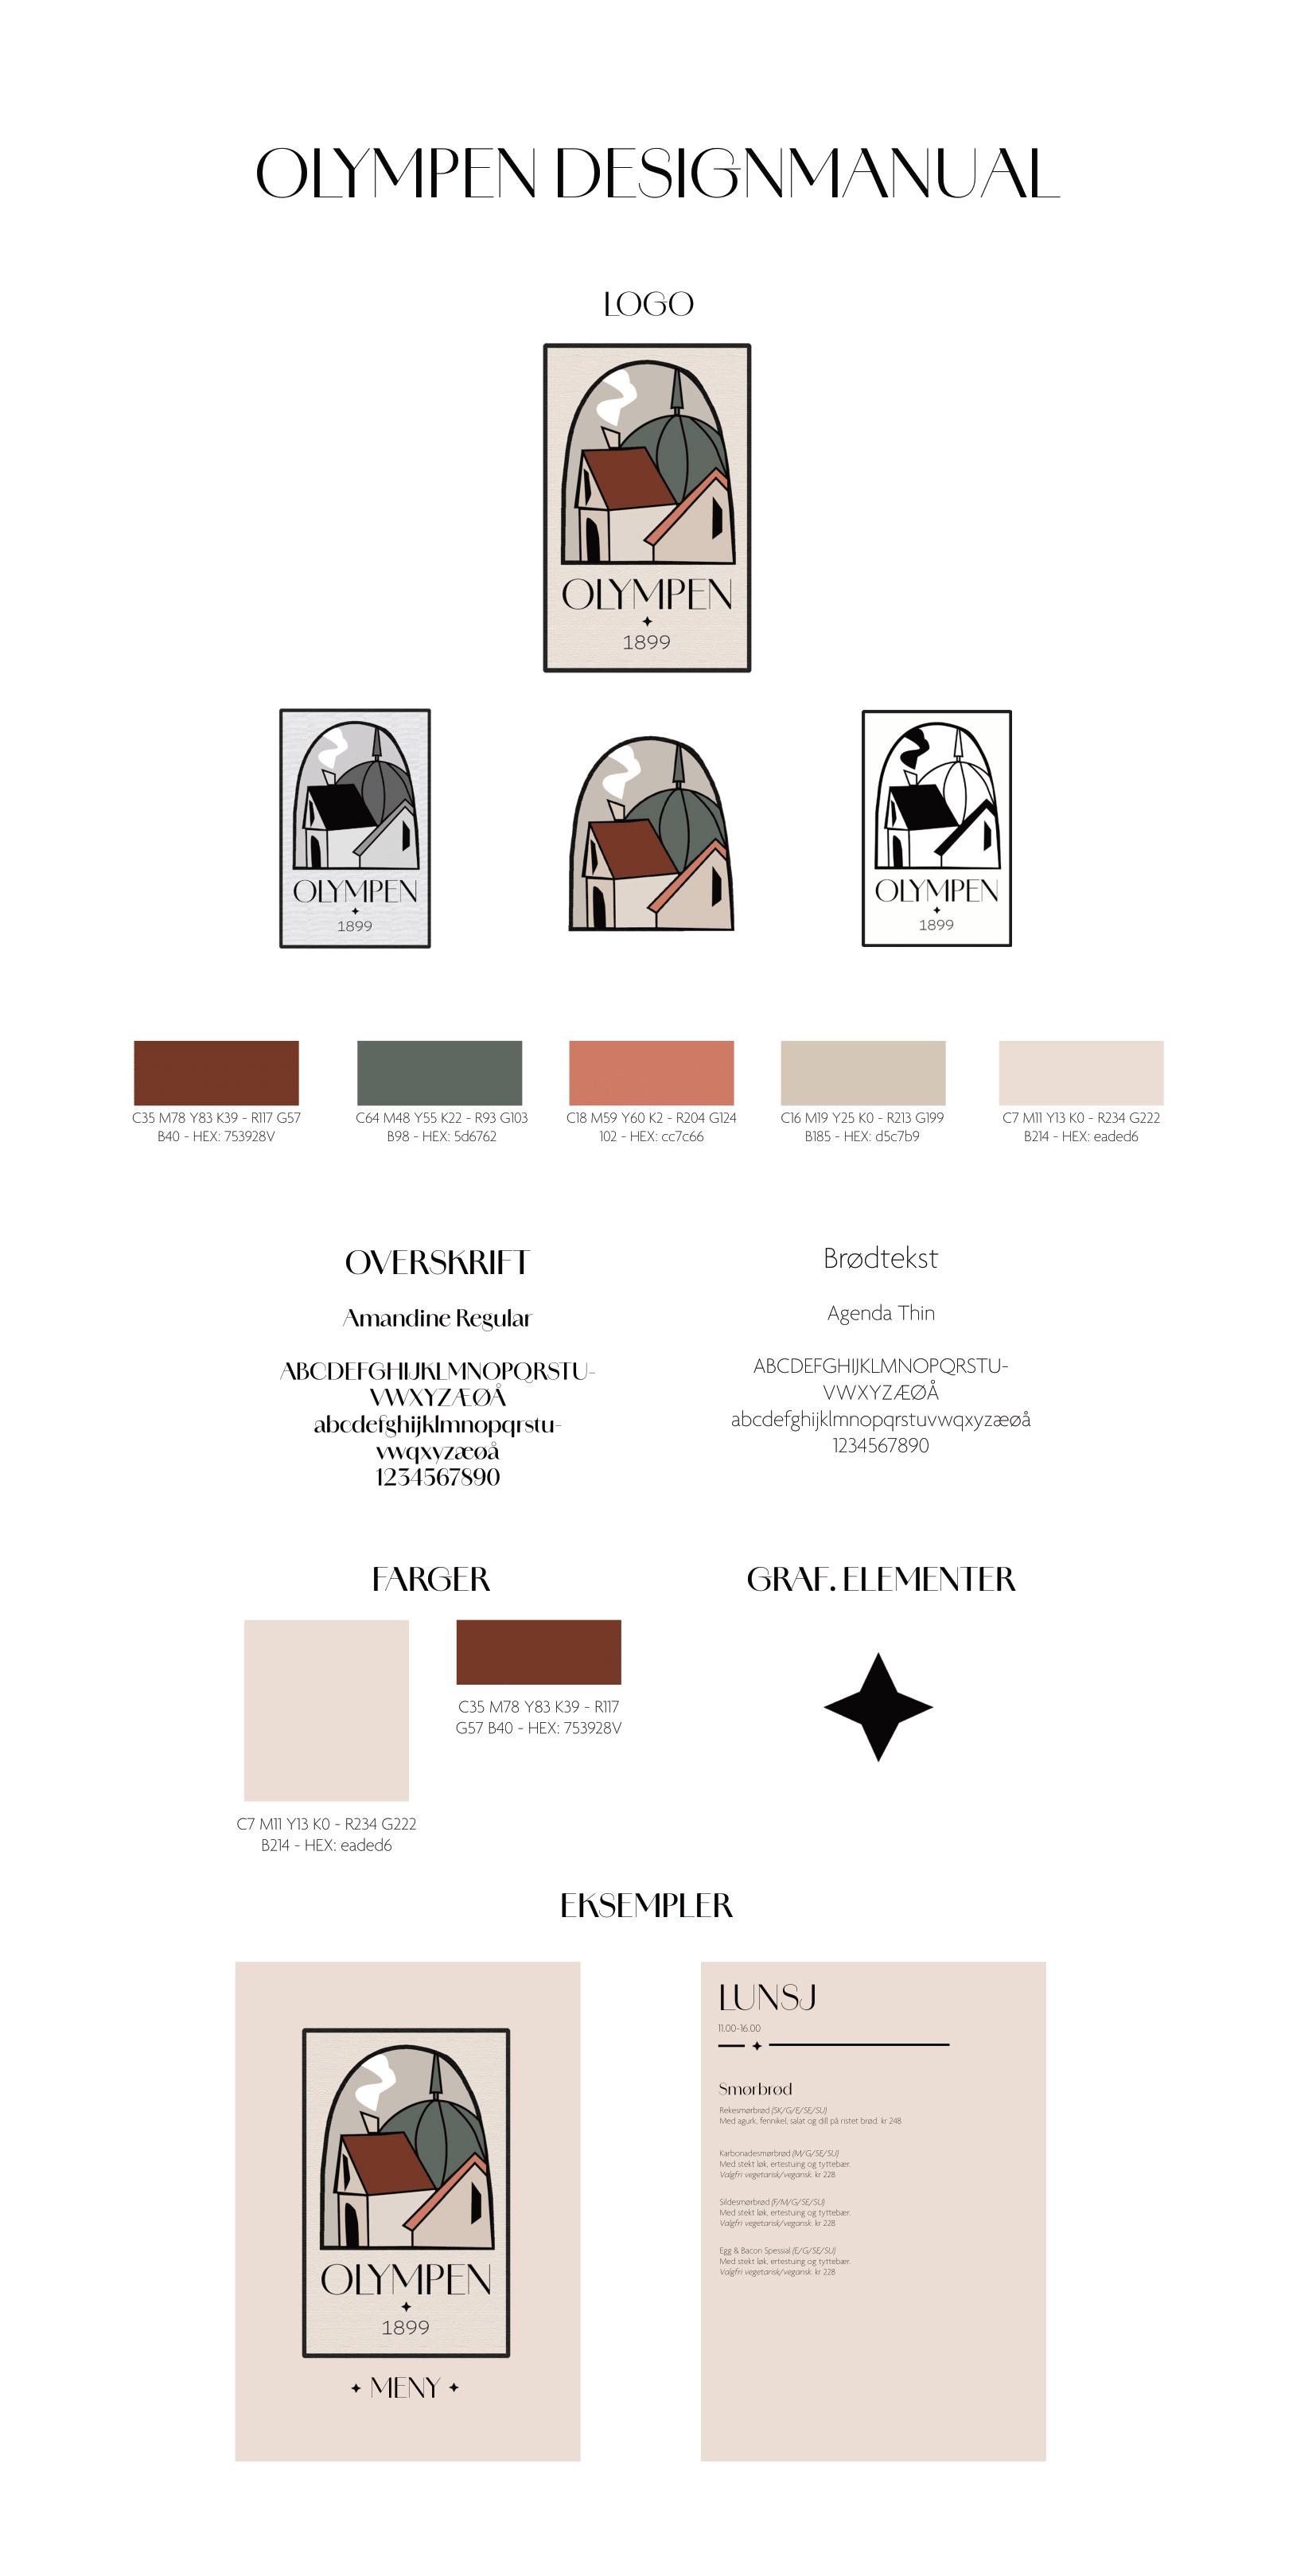 OLYMPEN DESIGNMANUAL
LOGO
OLYMPEN
1899
OLYMPEN
1899
OLYMPEN
1899
C35 M78 Y83 K39 - R117 G57
B40 - HEX: 753928V
C64 M48 Y55 K22 - R93 G103
B98 - HEX: 5d6762
C18 M59 Y60 K2 - R204 G124
102 - HEX: cc7c66
C16 M19 Y25 K0 - R213 G199
B185 - HEX: d5c7b9
C7 M11 Y13 K0 - R234 G222
B214 - HEX: eaded6
OVERSKRIFT
Amandine Regular
ABCDEFGHIJKLMNOPQRSTU-
VWXYZÆØÅ
abcdefghijklmnopqrstu-
vwqxyzæøå
1234567890
Brødtekst
Agenda Thin
ABCDEFGHIJKLMNOPQRSTU-
VWXYZÆØÅ
abcdefghijklmnopqrstuvwqxyzæøå
1234567890
FARGER
C7 M11 Y13 K0 - R234 G222
B214 - HEX: eaded6
C35 M78 Y83 K39 - R117
G57 B40 - HEX: 753928V
GRAF. ELEMENTER
EKSEMPLER
OLYMPEN
1899
MENY
LUNSJ
11.00-16.00
Smørbrød
Rekesmørbrød (SK/G/E/SE/SU)
Med agurk, fennikel, salat og dill på ristet brød. kr 248
Karbonadesmørbrød (M/G/SE/SU)
Med stekt løk, ertestuing og tyttebær.
Valgfri vegetarisk/vegansk. kr 228
Sildesmørbrød (F/M/G/SE/SU)
Med stekt løk, ertestuing og tyttebær.
Valgfri vegetarisk/vegansk. kr 228
Egg & Bacon Spessial (E/G/SE/SU)
Med stekt løk, ertestuing og tyttebær.
Valgfri vegetarisk/vegansk. kr 228